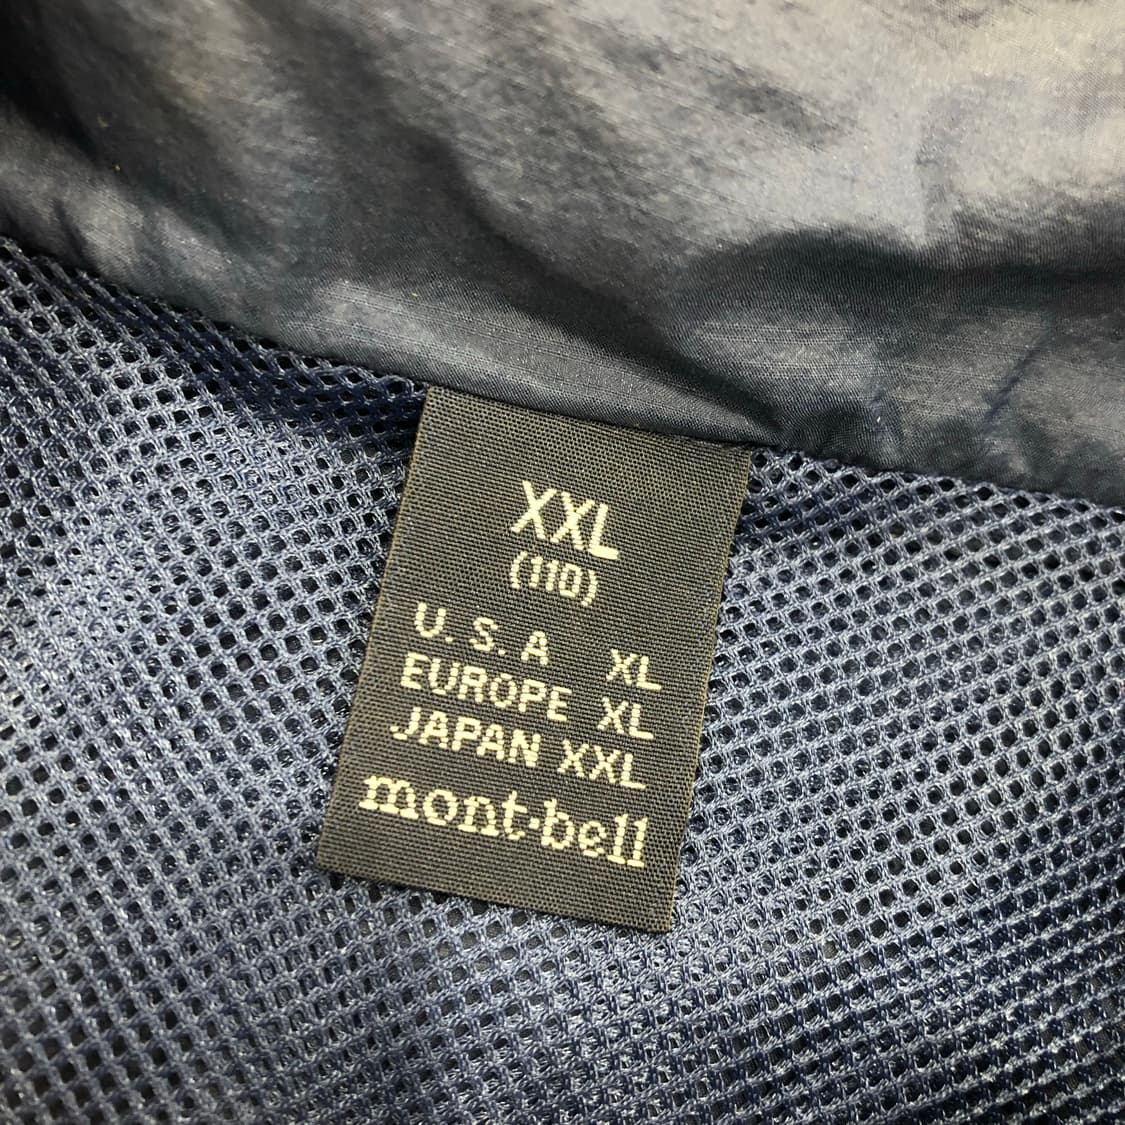 XXL
(110)
U.S.A XL
EUROPE XL
JAPAN XXL
mont-bell